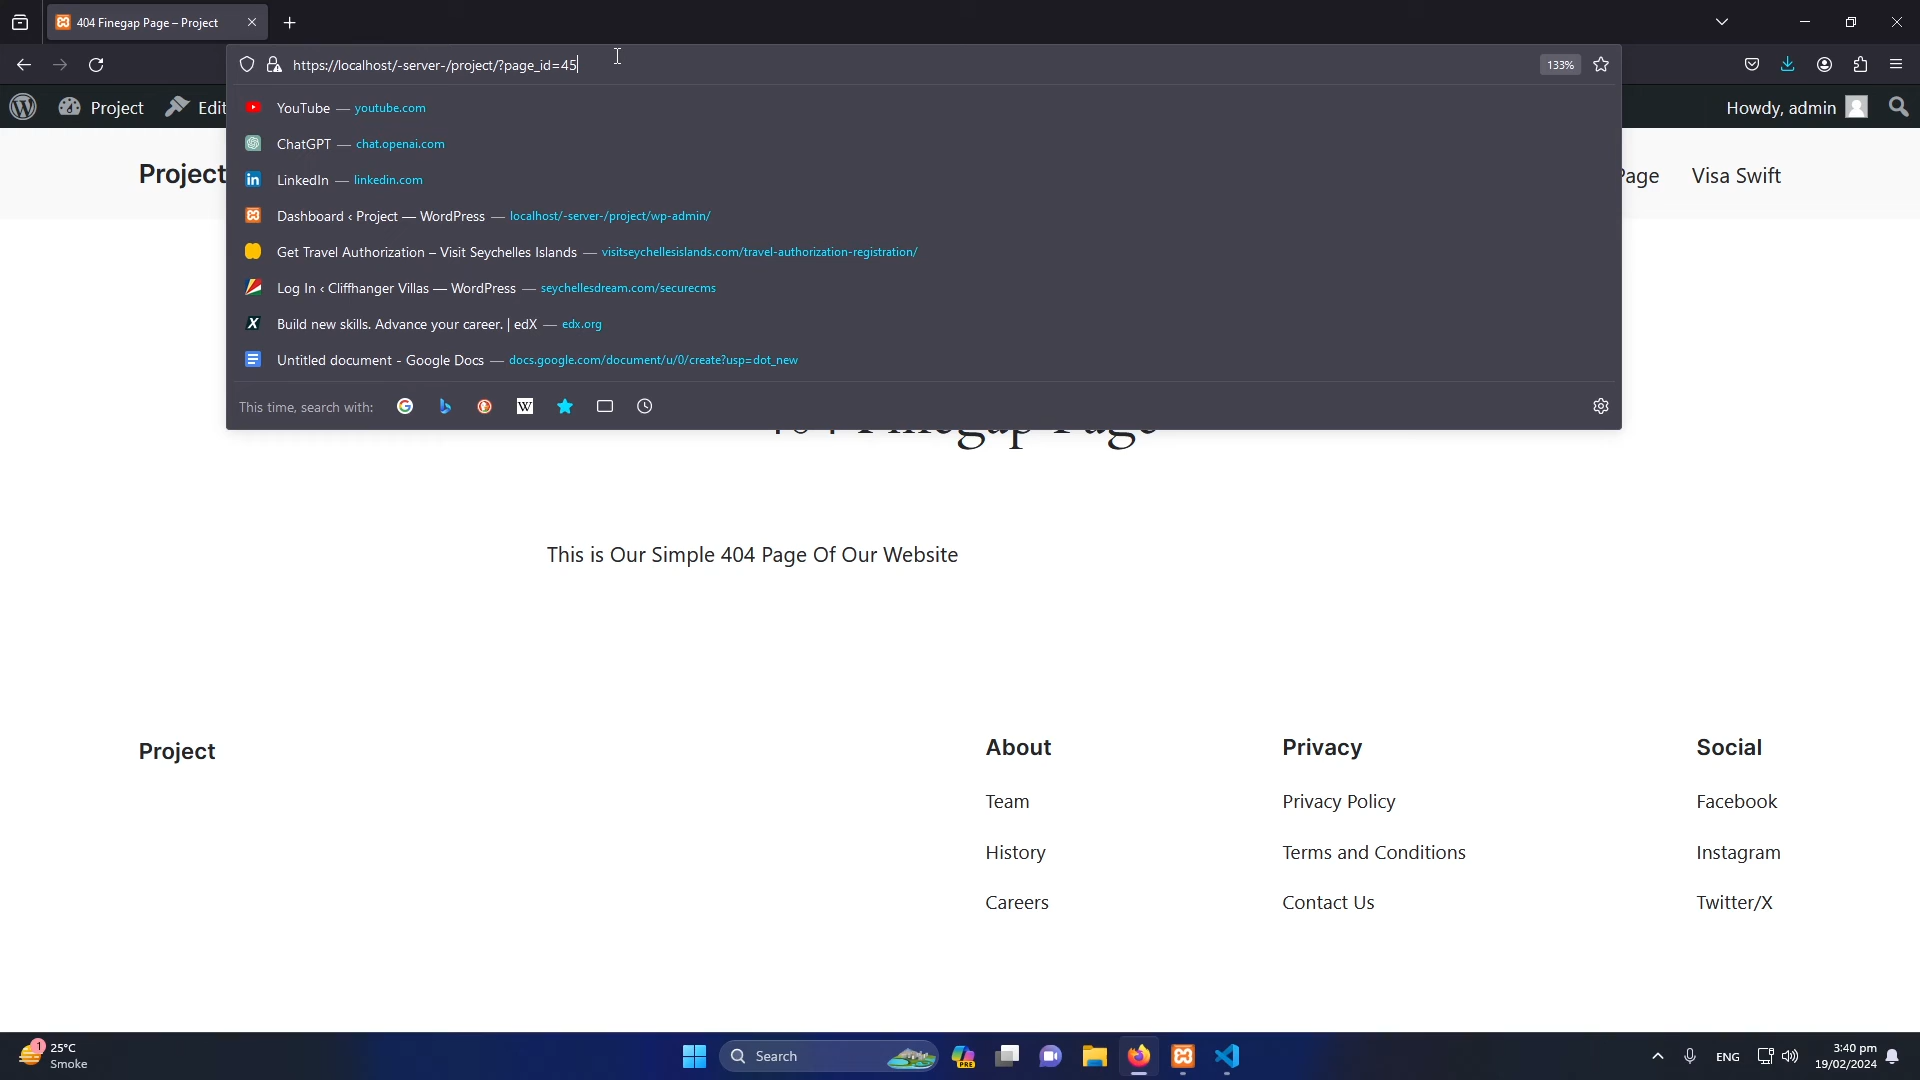 404 Finegap Page – Project
https://localhost/-server-/project/?page_id=45
133%
Project
Edit
Howdy, admin
YouTube — youtube.com
ChatGPT — chat.openai.com
LinkedIn — linkedin.com
Dashboard ‹ Project — WordPress — localhost/-server-/project/wp-admin/
Get Travel Authorization – Visit Seychelles Islands — visitseychellesislands.com/travel-authorization-registration/
Log In ‹ Cliffhanger Villas — WordPress — seychellesdream.com/securecms
Build new skills. Advance your career. | edX — edx.org
Untitled document - Google Docs — docs.google.com/document/u/0/create?usp=dot_new
This time, search with:
Project
Page
Visa Swift
404 Finegap Page
This is Our Simple 404 Page Of Our Website
Project
About
Team
History
Careers
Privacy
Privacy Policy
Terms and Conditions
Contact Us
Social
Facebook
Instagram
Twitter/X
1
25°C
Smoke
Search
PRE
ENG
3:40 pm
19/02/2024